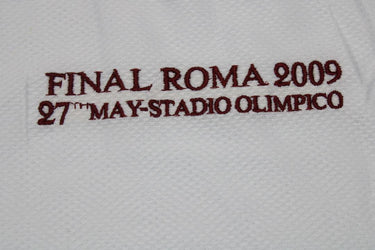 FINAL ROMA 2009
27TH MAY-STADIO OLIMPICO